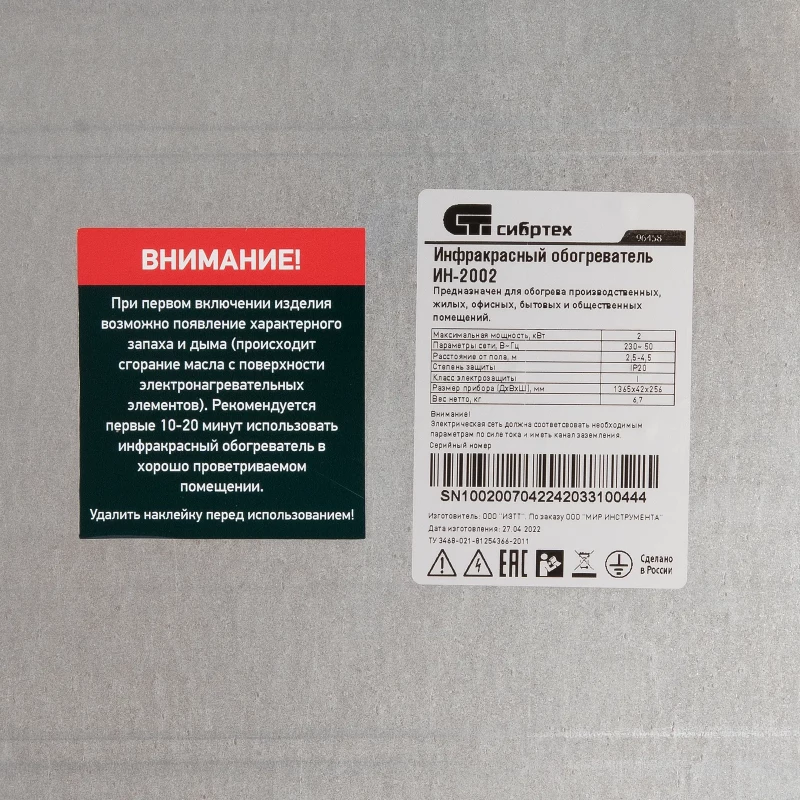 ВНИМАНИЕ!
При первом включении изделия
возможно появление характерного
запаха и дыма (происходит
сгорание масла с поверхности
электронагревательных
элементов). Рекомендуется
первые 10-20 минут использовать
инфракрасный обогреватель в
хорошо проветриваемом
помещении.
Удалить наклейку перед использованием!
сибртех
96458
Инфракрасный обогреватель
ИН-2002
Предназначен для обогрева производственных,
жилых, офисных, бытовых и общественных
помещений.
Максимальная мощность, кВт 2
Параметры сети, В~Гц 230~ 50
Расстояние от пола, м 2,5-4,5
Степень защиты IP20
Класс электрозащиты I
Размер прибора (ДхВхШ), мм 1365х42х256
Вес нетто, кг 6,7
Внимание!
Электрическая сеть должна соответсвовать необходимым
параметрам по силе тока и иметь канал заземления.
Серийный номер
SN1002007042242033100444
Изготовитель: ООО "ИЗТТ". По заказу ООО "МИР ИНСТРУМЕНТА"
Дата изготовления: 27.04.2022
ТУ 3468-021-81254366-2011
EAC
Сделано
в России